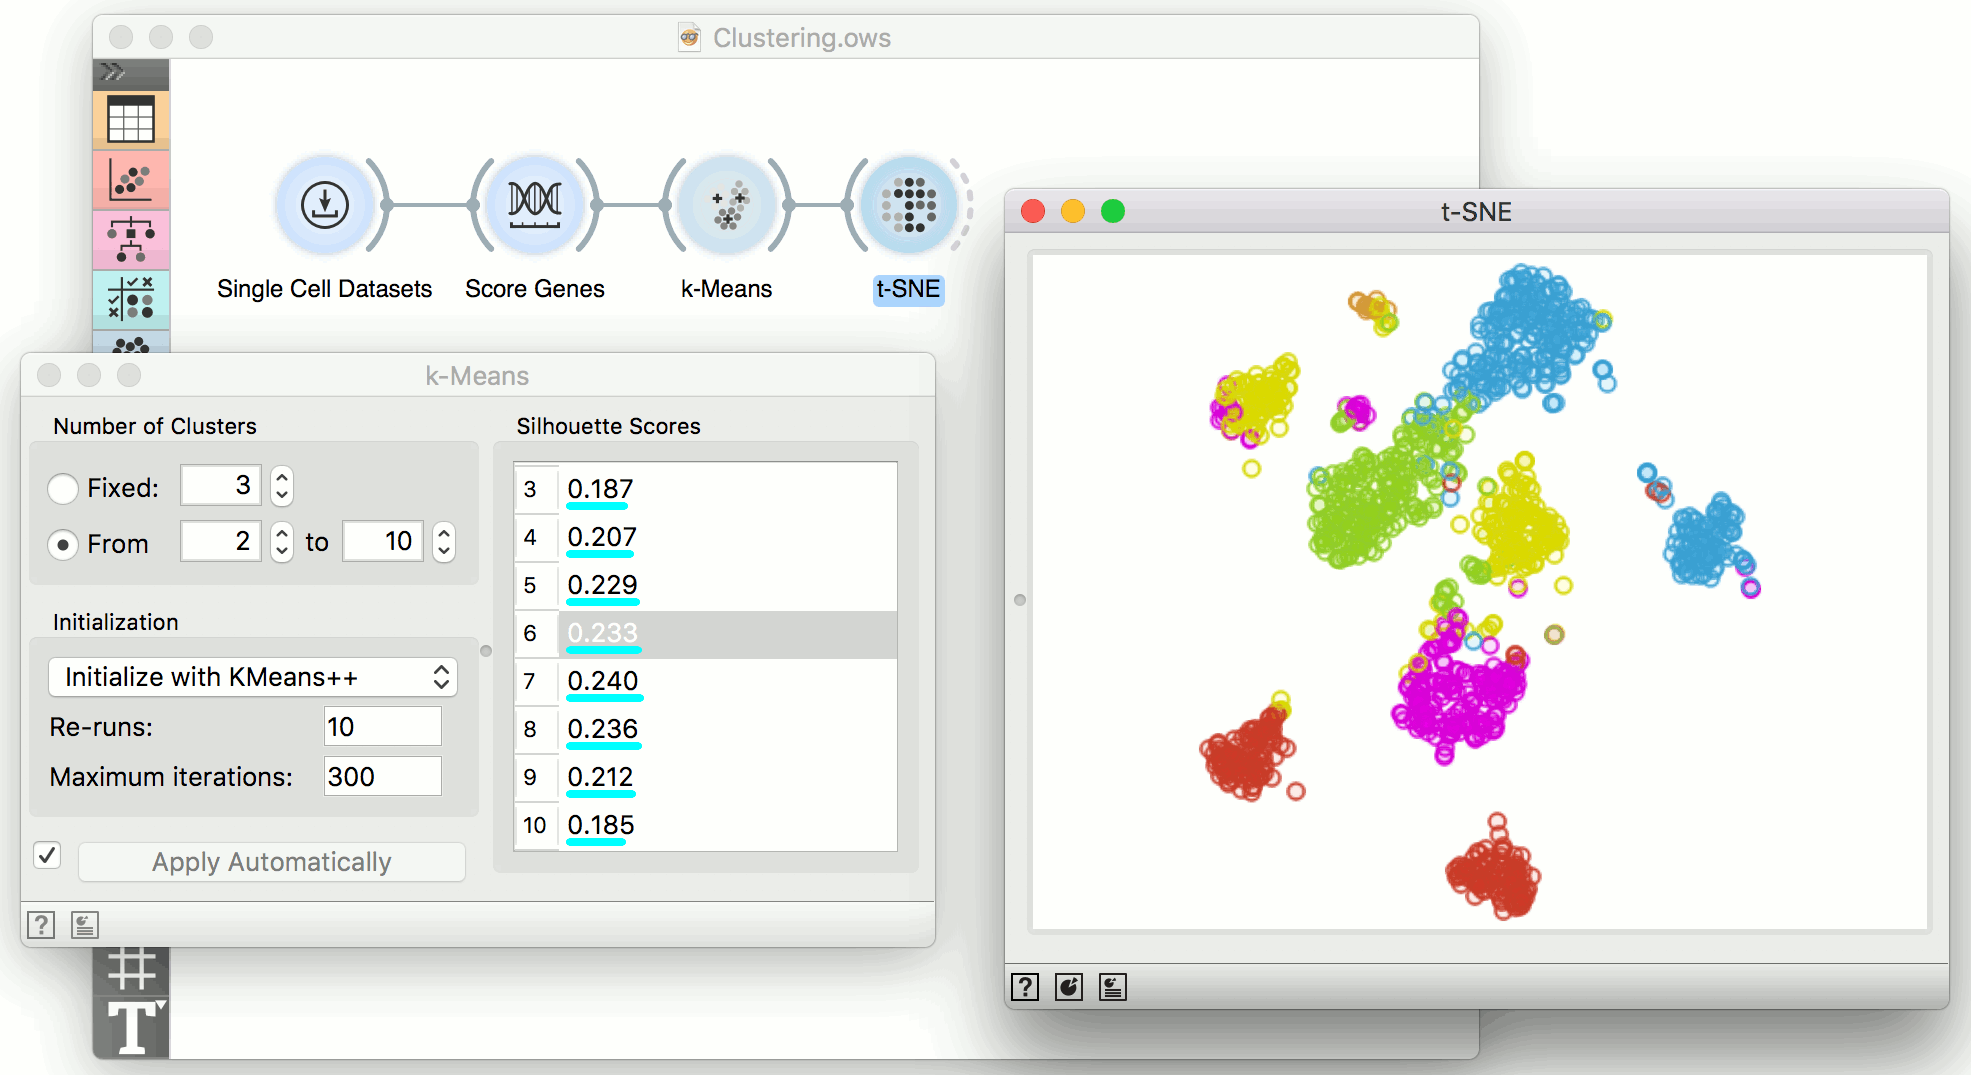 Clustering.ows
Single Cell Datasets
Score Genes
k-Means
t-SNE
k-Means
Number of Clusters
Fixed: 3
From 2 to 10
Initialization
Initialize with KMeans++
Re-runs: 10
Maximum iterations: 300
Apply Automatically
?
Silhouette Scores
3 0.187
4 0.207
5 0.229
6 0.233
7 0.240
8 0.236
9 0.212
10 0.185
T
t-SNE
?